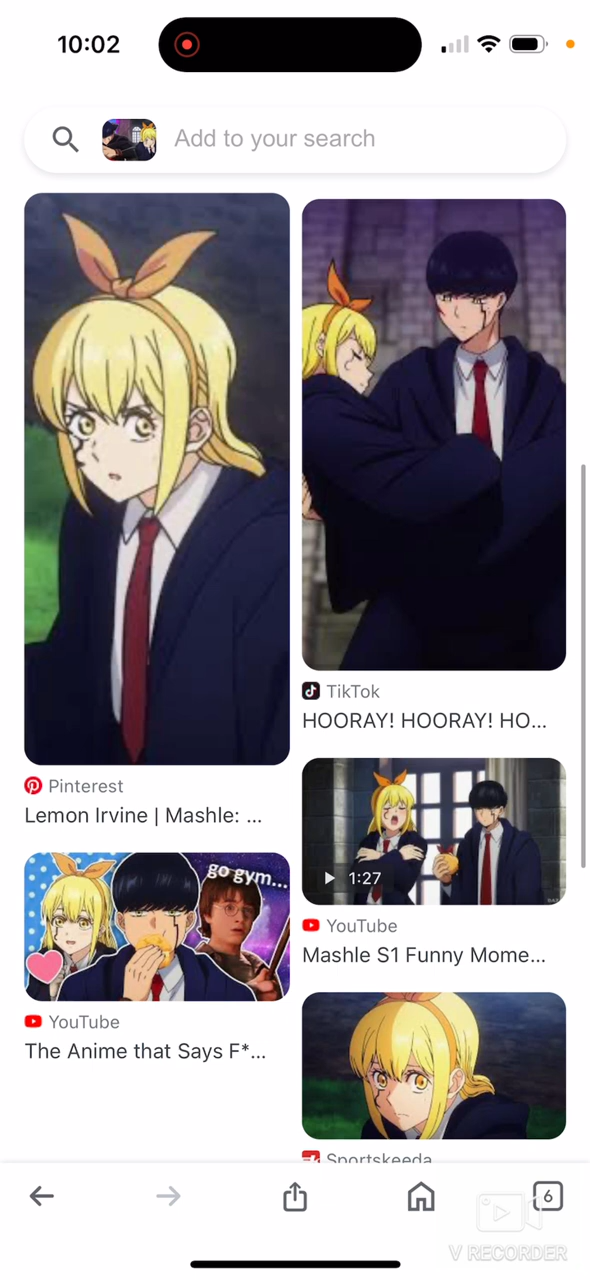 10:02
Add to your search
Pinterest
Lemon Irvine | Mashle: ...
TikTok
HOORAY! HOORAY! HO...
go gym...
YouTube
The Anime that Says F*...
1:27
YouTube
Mashle S1 Funny Mome...
Sportskeeda
6
V RECORDER